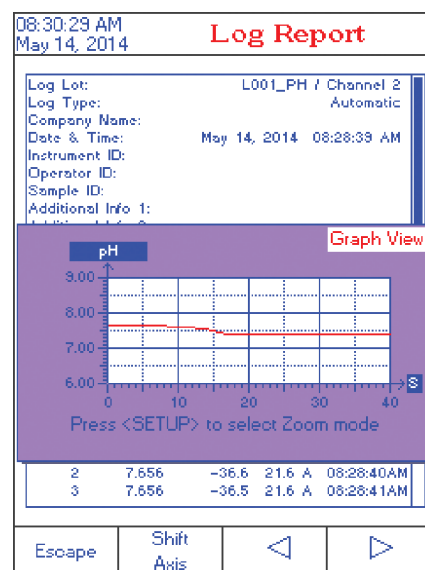 08:30:29 AM
May 14, 2014
Log Report
Log Lot: L001_PH / Channel 2
Log Type: Automatic
Company Name:
Date & Time: May 14, 2014 08:28:39 AM
Instrument ID:
Operator ID:
Sample ID:
Additional Info 1:
Graph View
pH
9.00
8.00
7.00
6.00
0 10 20 30 40
S
Press <SETUP> to select Zoom mode
2 7.656 -36.6 21.6 A 08:28:40AM
3 7.656 -36.5 21.6 A 08:28:41AM
Escape
Shift
Axis